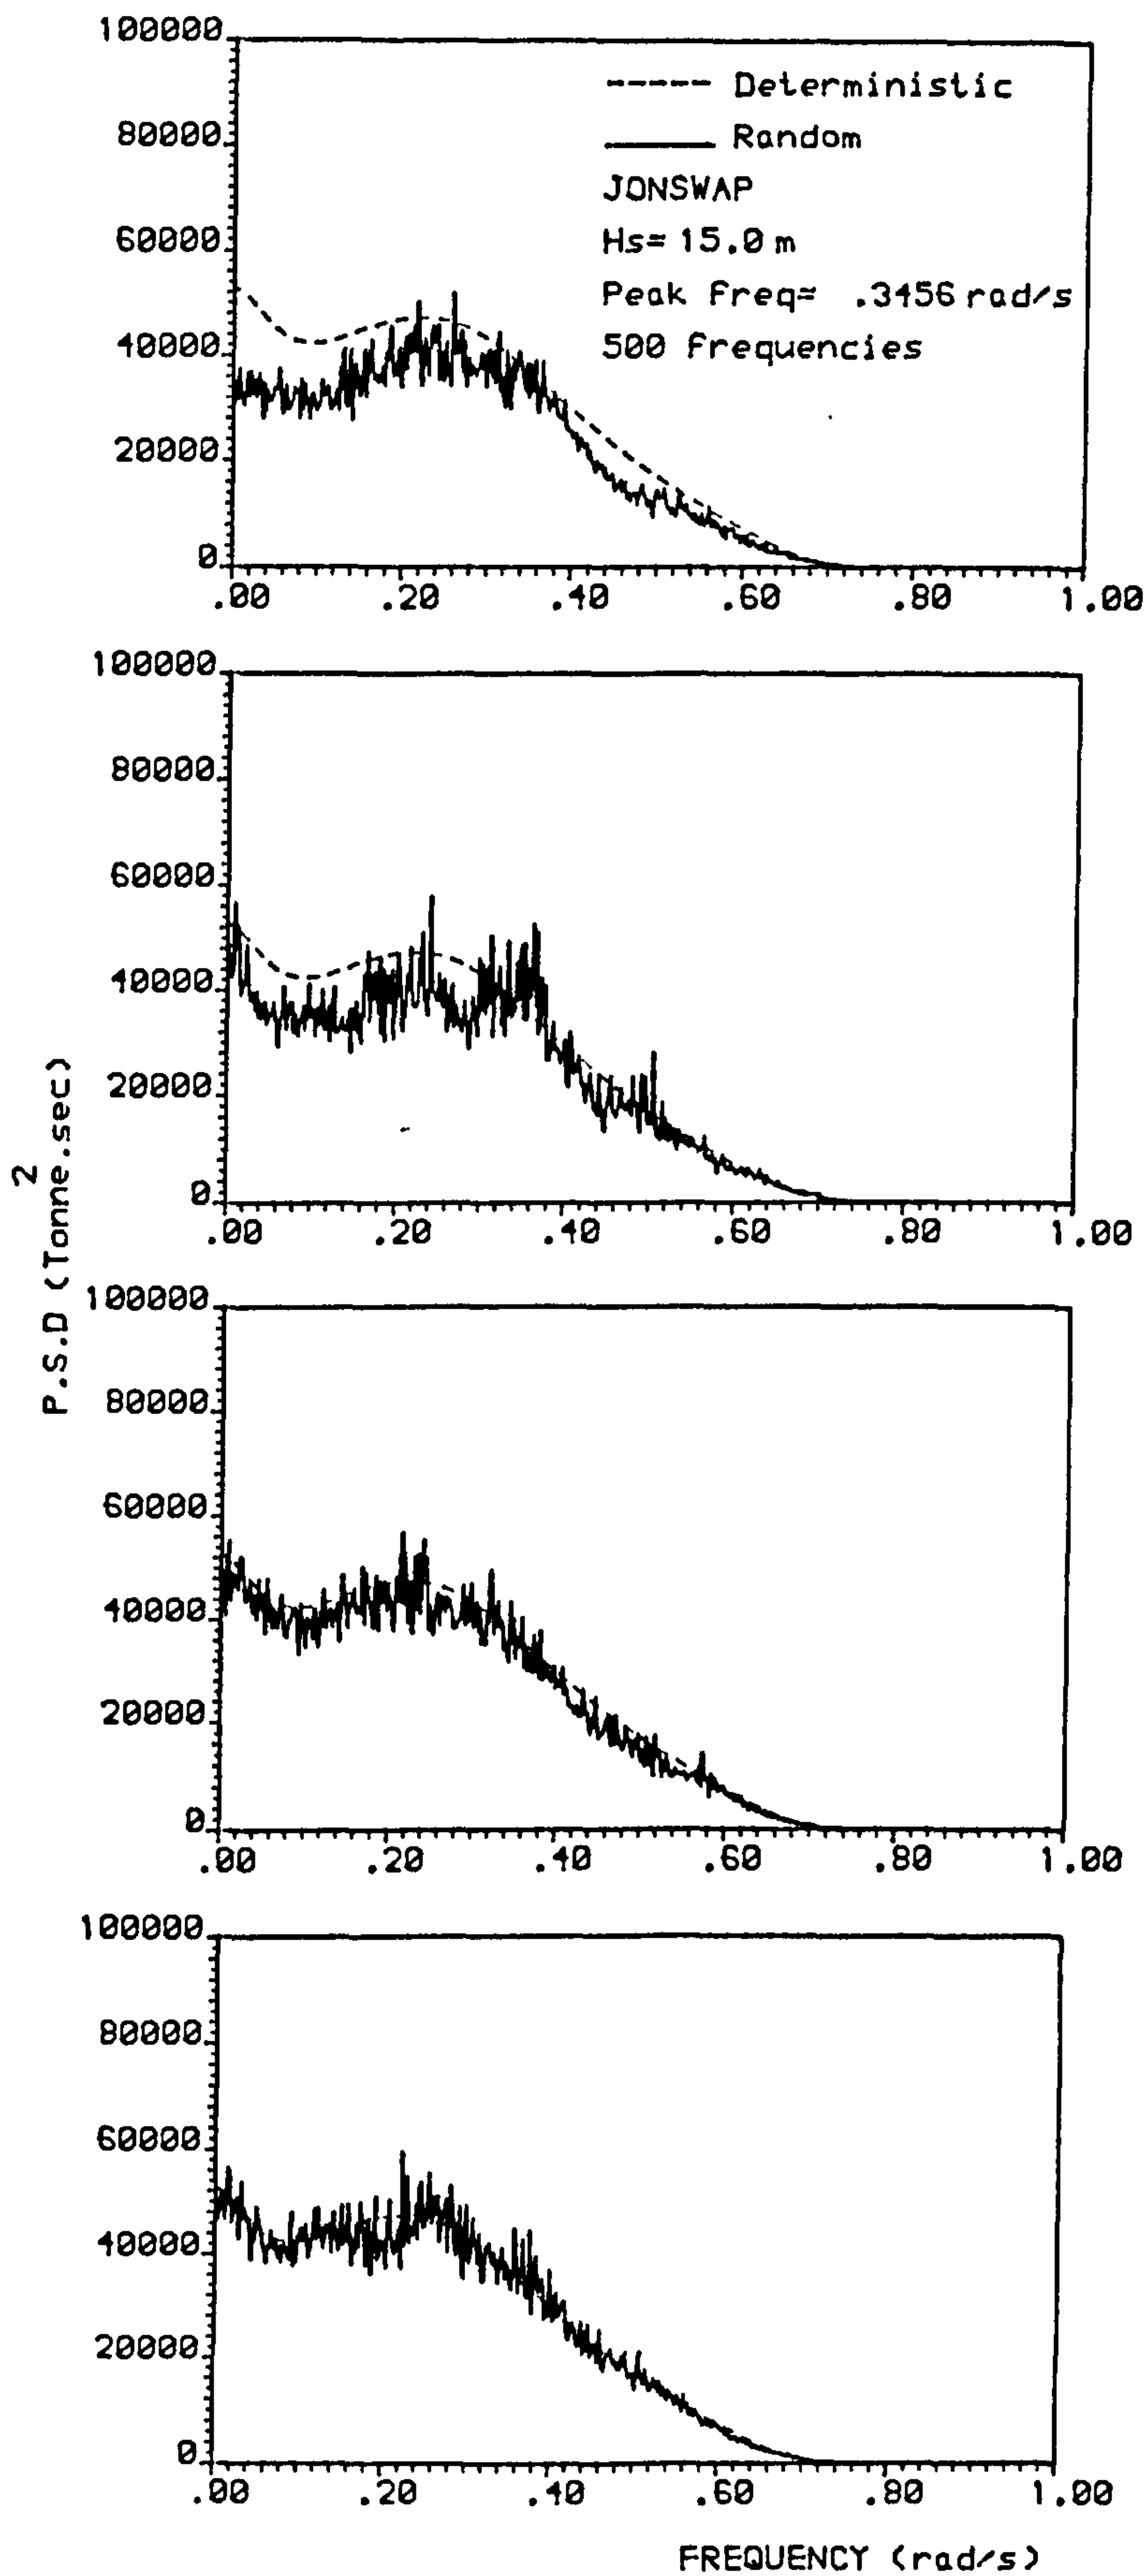 100000
80000
60000
40000
20000
0
.00 .20 .40 .60 .80 1.00
Deterministic
Random
JONSWAP
Hs= 15.0 m
Peak Freq= .3456 rad/s
500 Frequencies
100000
80000
60000
40000
20000
0
.00 .20 .40 .60 .80 1.00
P.S.D (Tonne.sec)
2
100000
80000
60000
40000
20000
0
.00 .20 .40 .60 .80 1.00
100000
80000
60000
40000
20000
0
.00 .20 .40 .60 .80 1.00
FREQUENCY (rad/s)